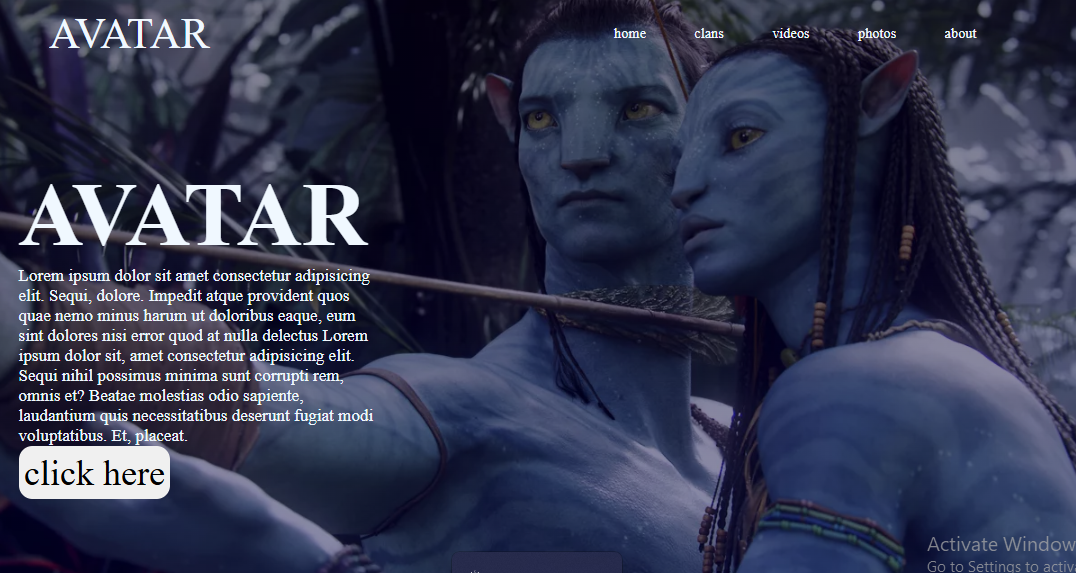 AVATAR
home clans videos photos about
AVATAR
Lorem ipsum dolor sit amet consectetur adipisicing
elit. Sequi, dolore. Impedit atque provident quos
quae nemo minus harum ut doloribus eaque, eum
sint dolores nisi error quod at nulla delectus Lorem
ipsum dolor sit, amet consectetur adipisicing elit.
Sequi nihil possimus minima sunt corrupti rem,
omnis et? Beatae molestias odio sapiente,
laudantium quis necessitatibus deserunt fugiat modi
voluptatibus. Et, placeat.
click here
Activate Window
Go to Settings to activa